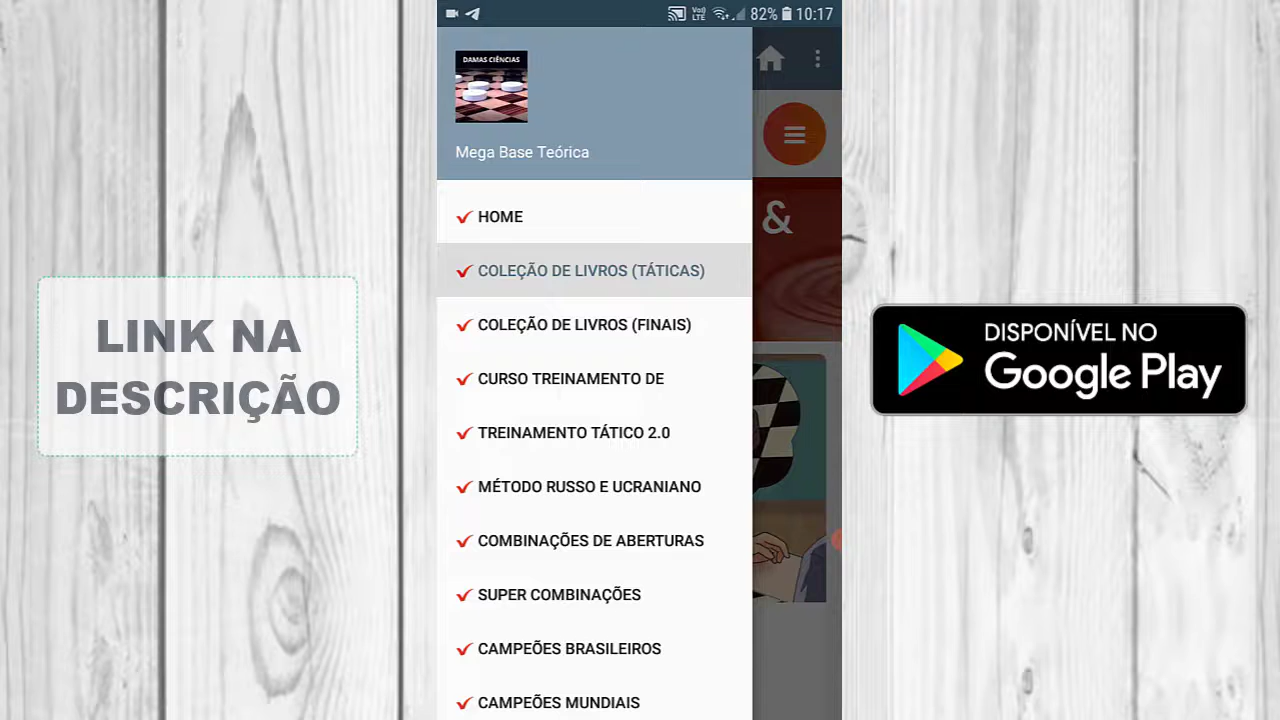 Vo)) LTE 82% 10:17
DAMAS CIÊNCIAS
Mega Base Teórica
HOME
COLEÇÃO DE LIVROS (TÁTICAS)
COLEÇÃO DE LIVROS (FINAIS)
CURSO TREINAMENTO DE
TREINAMENTO TÁTICO 2.0
MÉTODO RUSSO E UCRANIANO
COMBINAÇÕES DE ABERTURAS
SUPER COMBINAÇÕES
CAMPEÕES BRASILEIROS
CAMPEÕES MUNDIAIS
&
LINK NA
DESCRIÇÃO
DISPONÍVEL NO
Google Play